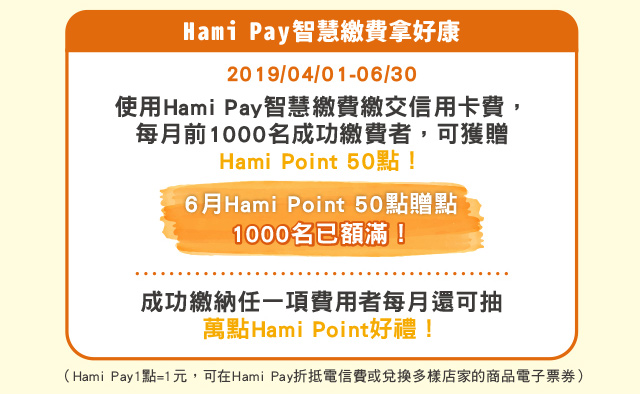 Hami Pay智慧繳費拿好康
2019/04/01-06/30
使用Hami Pay智慧繳費繳交信用卡費，
每月前1000名成功繳費者，可獲贈
Hami Point 50點！
6月Hami Point 50點贈點
1000名已額滿！
成功繳納任一項費用者每月還可抽
萬點Hami Point好禮！
（Hami Pay1點=1元，可在Hami Pay折抵電信費或兌換多樣店家的商品電子票券）